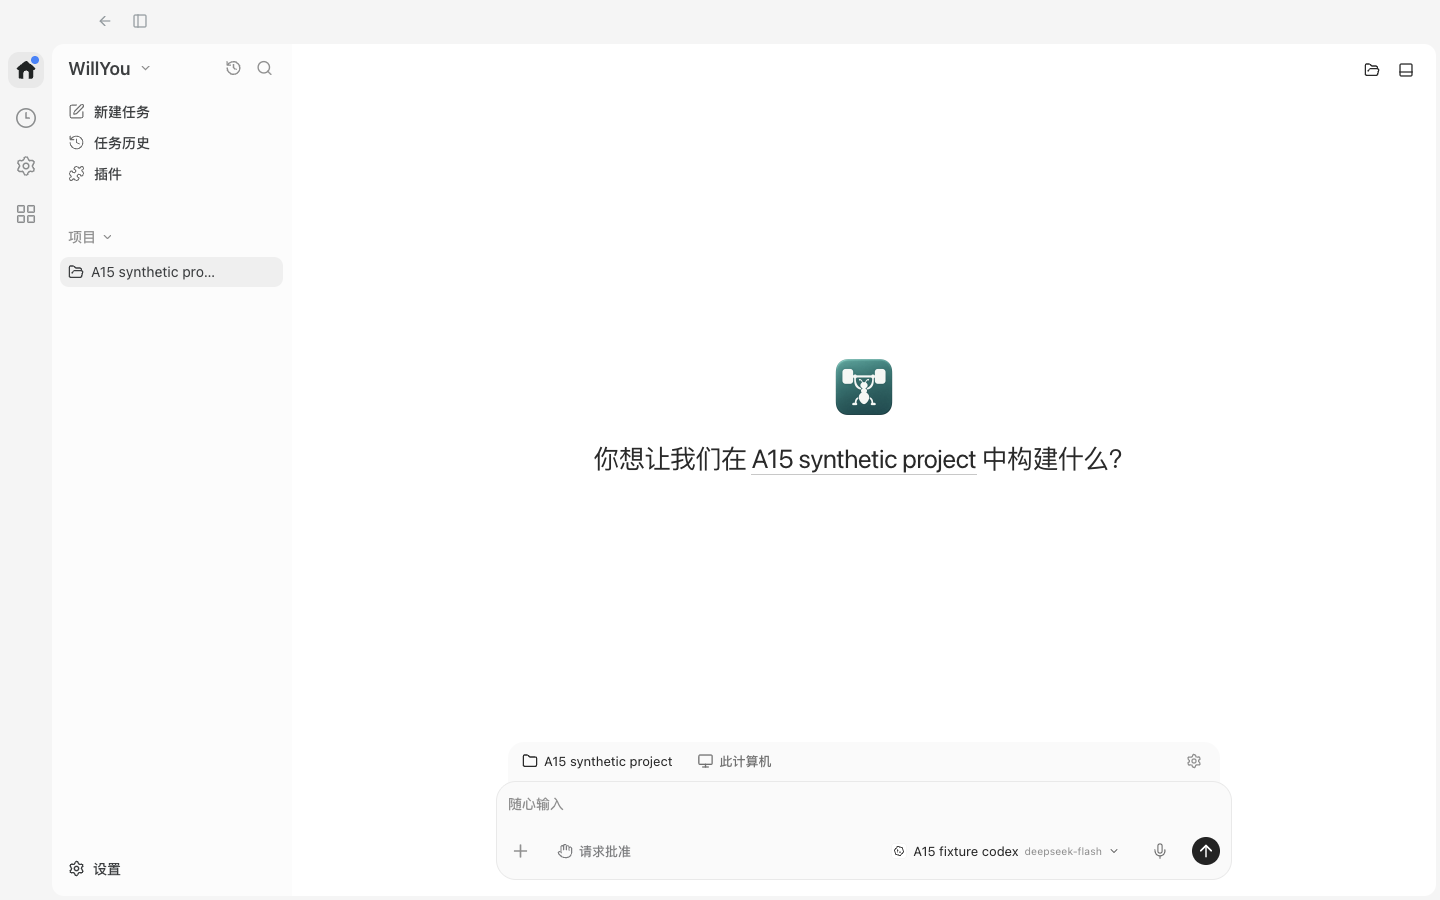 WillYou
新建任务
任务历史
插件
项目
A15 synthetic pro...
设置
你想让我们在 A15 synthetic project 中构建什么?
A15 synthetic project 此计算机
随心输入
请求批准 A15 fixture codex deepseek-flash